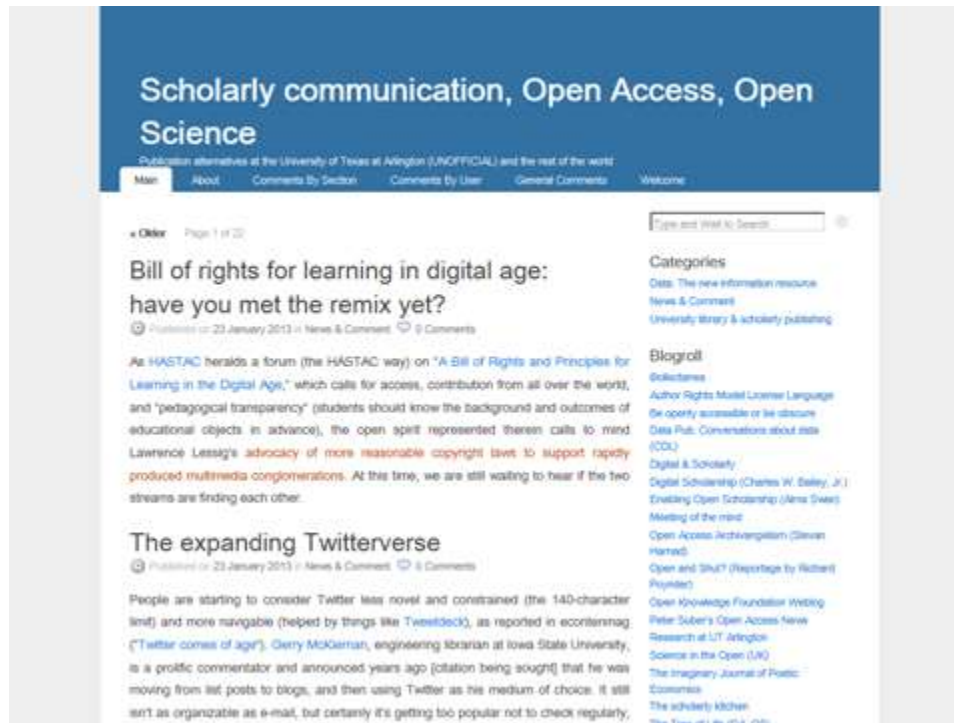 Scholarly communication, Open Access, Open
Science
Publication alternatives at the University of Texas at Arlington (UNOFFICIAL) and the rest of the world
Main About Comments By Section Comments By User General Comments Welcome
« Older Page 1 of 22
Bill of rights for learning in digital age:
have you met the remix yet?
Published on 23 January 2013 in News & Comment 0 Comments
As HASTAC heralds a forum (the HASTAC way) on "A Bill of Rights and Principles for
Learning in the Digital Age," which calls for access, contribution from all over the world,
and "pedagogical transparency" (students should know the background and outcomes of
educational objects in advance), the open spirit represented therein calls to mind
Lawrence Lessig's advocacy of more reasonable copyright laws to support rapidly
produced multimedia conglomerations. At this time, we are still waiting to hear if the two
streams are finding each other.
The expanding Twitterverse
Published on 23 January 2013 in News & Comment 0 Comments
People are starting to consider Twitter less novel and constrained (the 140-character
limit) and more navigable (helped by things like Tweetdeck), as reported in econtentmag
("Twitter comes of age"). Gerry McKiernan, engineering librarian at Iowa State University,
is a prolific commentator and announced years ago [citation being sought] that he was
moving from list posts to blogs, and then using Twitter as his medium of choice. It still
isn't as organizable as e-mail, but certainly it's getting too popular not to check regularly,
Type and Wait to Search
Categories
Data: The new information resource
News & Comment
University library & scholarly publishing
Blogroll
Author Rights Model License Language
Be openly accessible or be obscure
Data Pub: Conversations about data
(CDL)
Digital & Scholarly
Digital Scholarship (Charles W. Bailey, Jr.)
Enabling Open Scholarship (Alma Swan)
Meeting of the mind
Open Access Archivangelism (Stevan
Harnad)
Open and Shut? (Reportage by Richard
Poynder)
Open Knowledge Foundation Weblog
Peter Suber's Open Access News
Research at UT Arlington
Science in the Open (UK)
The Imaginary Journal of Poetic
Economics
The scholarly kitchen